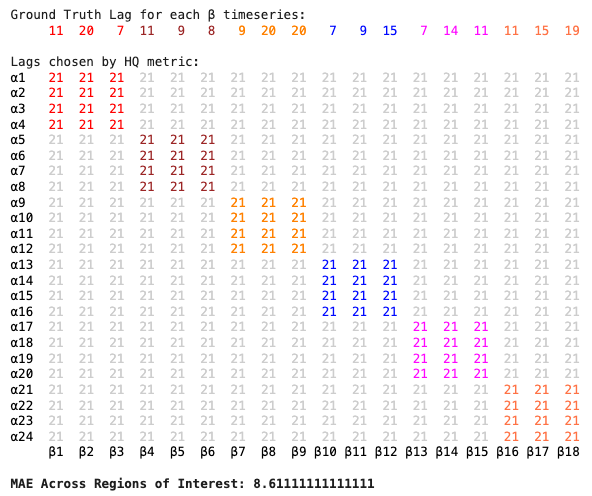 Ground Truth Lag for each β timeseries:
11 20 7 11 9 8 9 20 20 7 9 15 7 14 11 11 15 19
Lags chosen by HQ metric:
α1 21 21 21 21 21 21 21 21 21 21 21 21 21 21 21 21 21 21
α2 21 21 21 21 21 21 21 21 21 21 21 21 21 21 21 21 21 21
α3 21 21 21 21 21 21 21 21 21 21 21 21 21 21 21 21 21 21
α4 21 21 21 21 21 21 21 21 21 21 21 21 21 21 21 21 21 21
α5 21 21 21 21 21 21 21 21 21 21 21 21 21 21 21 21 21 21
α6 21 21 21 21 21 21 21 21 21 21 21 21 21 21 21 21 21 21
α7 21 21 21 21 21 21 21 21 21 21 21 21 21 21 21 21 21 21
α8 21 21 21 21 21 21 21 21 21 21 21 21 21 21 21 21 21 21
α9 21 21 21 21 21 21 21 21 21 21 21 21 21 21 21 21 21 21
α10 21 21 21 21 21 21 21 21 21 21 21 21 21 21 21 21 21 21
α11 21 21 21 21 21 21 21 21 21 21 21 21 21 21 21 21 21 21
α12 21 21 21 21 21 21 21 21 21 21 21 21 21 21 21 21 21 21
α13 21 21 21 21 21 21 21 21 21 21 21 21 21 21 21 21 21 21
α14 21 21 21 21 21 21 21 21 21 21 21 21 21 21 21 21 21 21
α15 21 21 21 21 21 21 21 21 21 21 21 21 21 21 21 21 21 21
α16 21 21 21 21 21 21 21 21 21 21 21 21 21 21 21 21 21 21
α17 21 21 21 21 21 21 21 21 21 21 21 21 21 21 21 21 21 21
α18 21 21 21 21 21 21 21 21 21 21 21 21 21 21 21 21 21 21
α19 21 21 21 21 21 21 21 21 21 21 21 21 21 21 21 21 21 21
α20 21 21 21 21 21 21 21 21 21 21 21 21 21 21 21 21 21 21
α21 21 21 21 21 21 21 21 21 21 21 21 21 21 21 21 21 21 21
α22 21 21 21 21 21 21 21 21 21 21 21 21 21 21 21 21 21 21
α23 21 21 21 21 21 21 21 21 21 21 21 21 21 21 21 21 21 21
α24 21 21 21 21 21 21 21 21 21 21 21 21 21 21 21 21 21 21
β1 β2 β3 β4 β5 β6 β7 β8 β9 β10 β11 β12 β13 β14 β15 β16 β17 β18
MAE Across Regions of Interest: 8.61111111111111